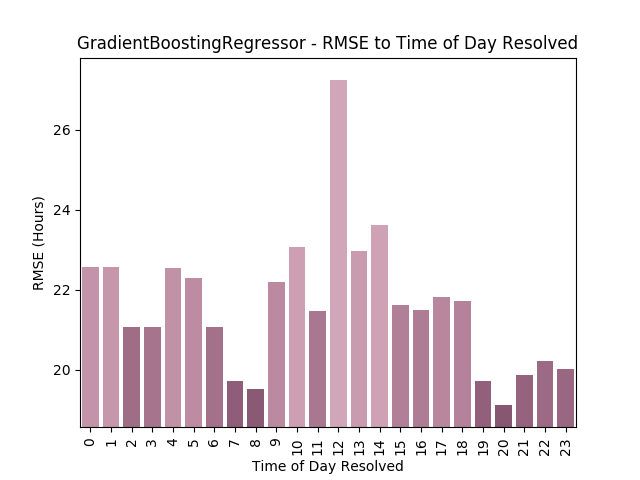 GradientBoostingRegressor - RMSE to Time of Day Resolved
RMSE (Hours)
26
24
22
20
0 1 2 3 4 5 6 7 8 9 10 11 12 13 14 15 16 17 18 19 20 21 22 23
Time of Day Resolved